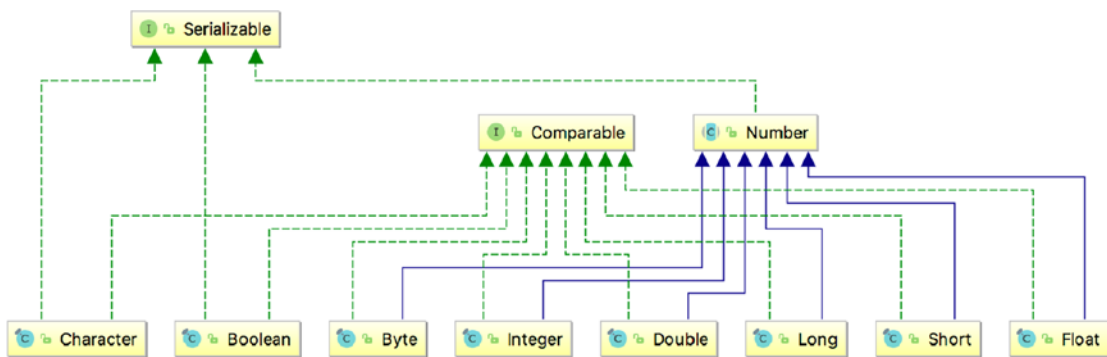 I Serializable
I Comparable
C Number
C Character
C Boolean
C Byte
C Integer
C Double
C Long
C Short
C Float